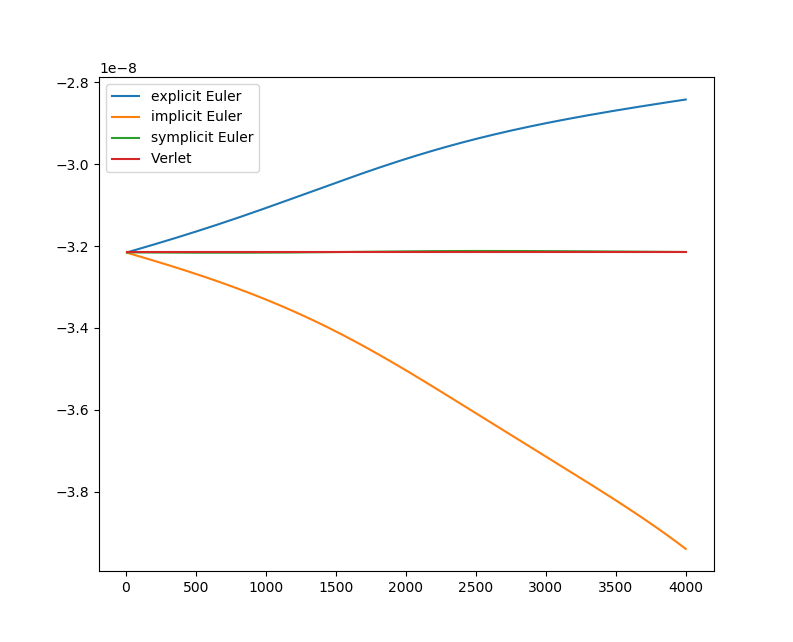 1e−8
explicit Euler
implicit Euler
symplicit Euler
Verlet
−2.8
−3.0
−3.2
−3.4
−3.6
−3.8
0 500 1000 1500 2000 2500 3000 3500 4000